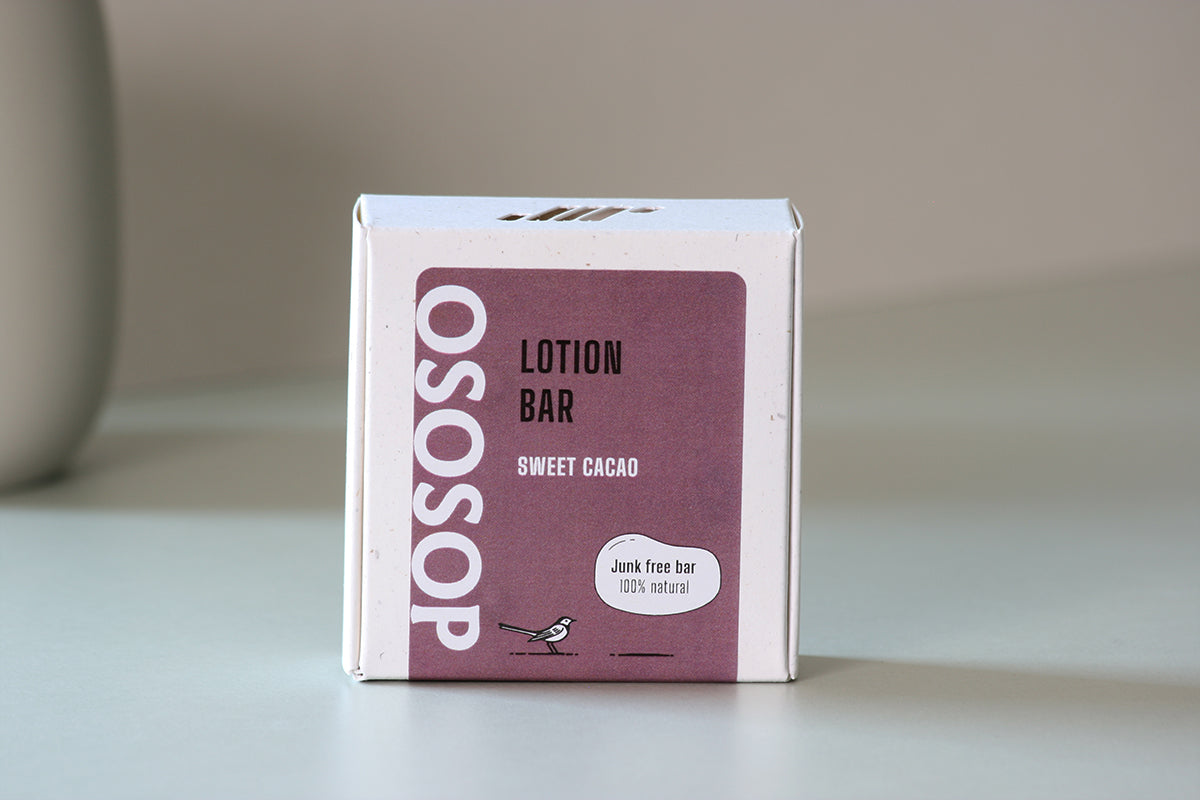 OSOSOP
LOTION
BAR
SWEET CACAO
Junk free bar
100% natural